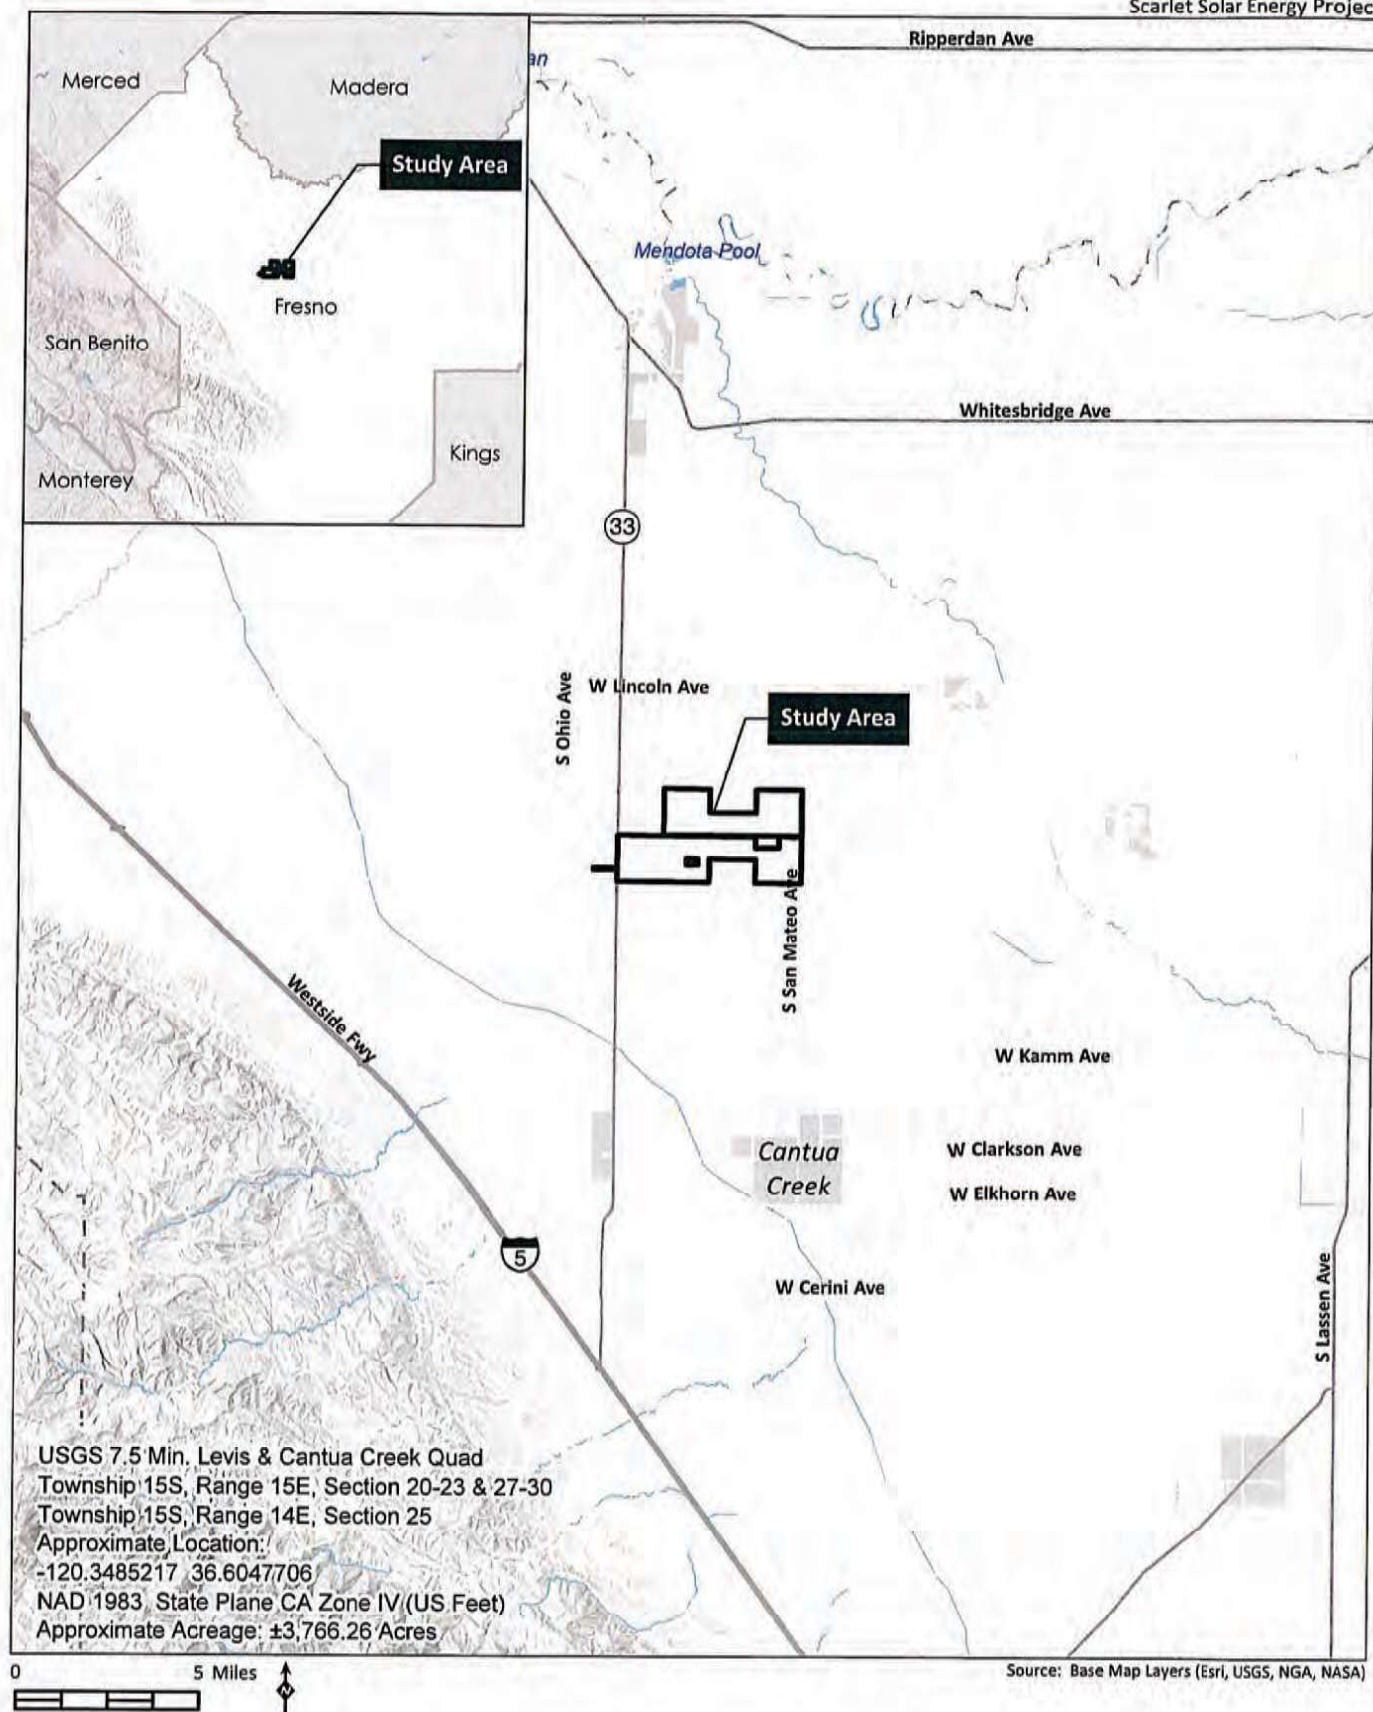 Scarlet Solar Energy Projec
Ripperdan Ave
an
Merced
Madera
Study Area
Mendota Pool
Fresno
San Benito
Whitesbridge Ave
Kings
Monterey
33
S Ohio Ave
W Lincoln Ave
Study Area
S San Mateo Ave
Westside Fwy
W Kamm Ave
Cantua
Creek
W Clarkson Ave
W Elkhorn Ave
5
W Cerini Ave
S Lassen Ave
USGS 7.5 Min. Levis & Cantua Creek Quad
Township 15S, Range 15E, Section 20-23 & 27-30
Township 15S, Range 14E, Section 25
Approximate Location:
-120.3485217 36.6047706
NAD 1983 State Plane CA Zone IV (US Feet)
Approximate Acreage: ±3,766.26 Acres
0 5 Miles
N
Source: Base Map Layers (Esri, USGS, NGA, NASA)